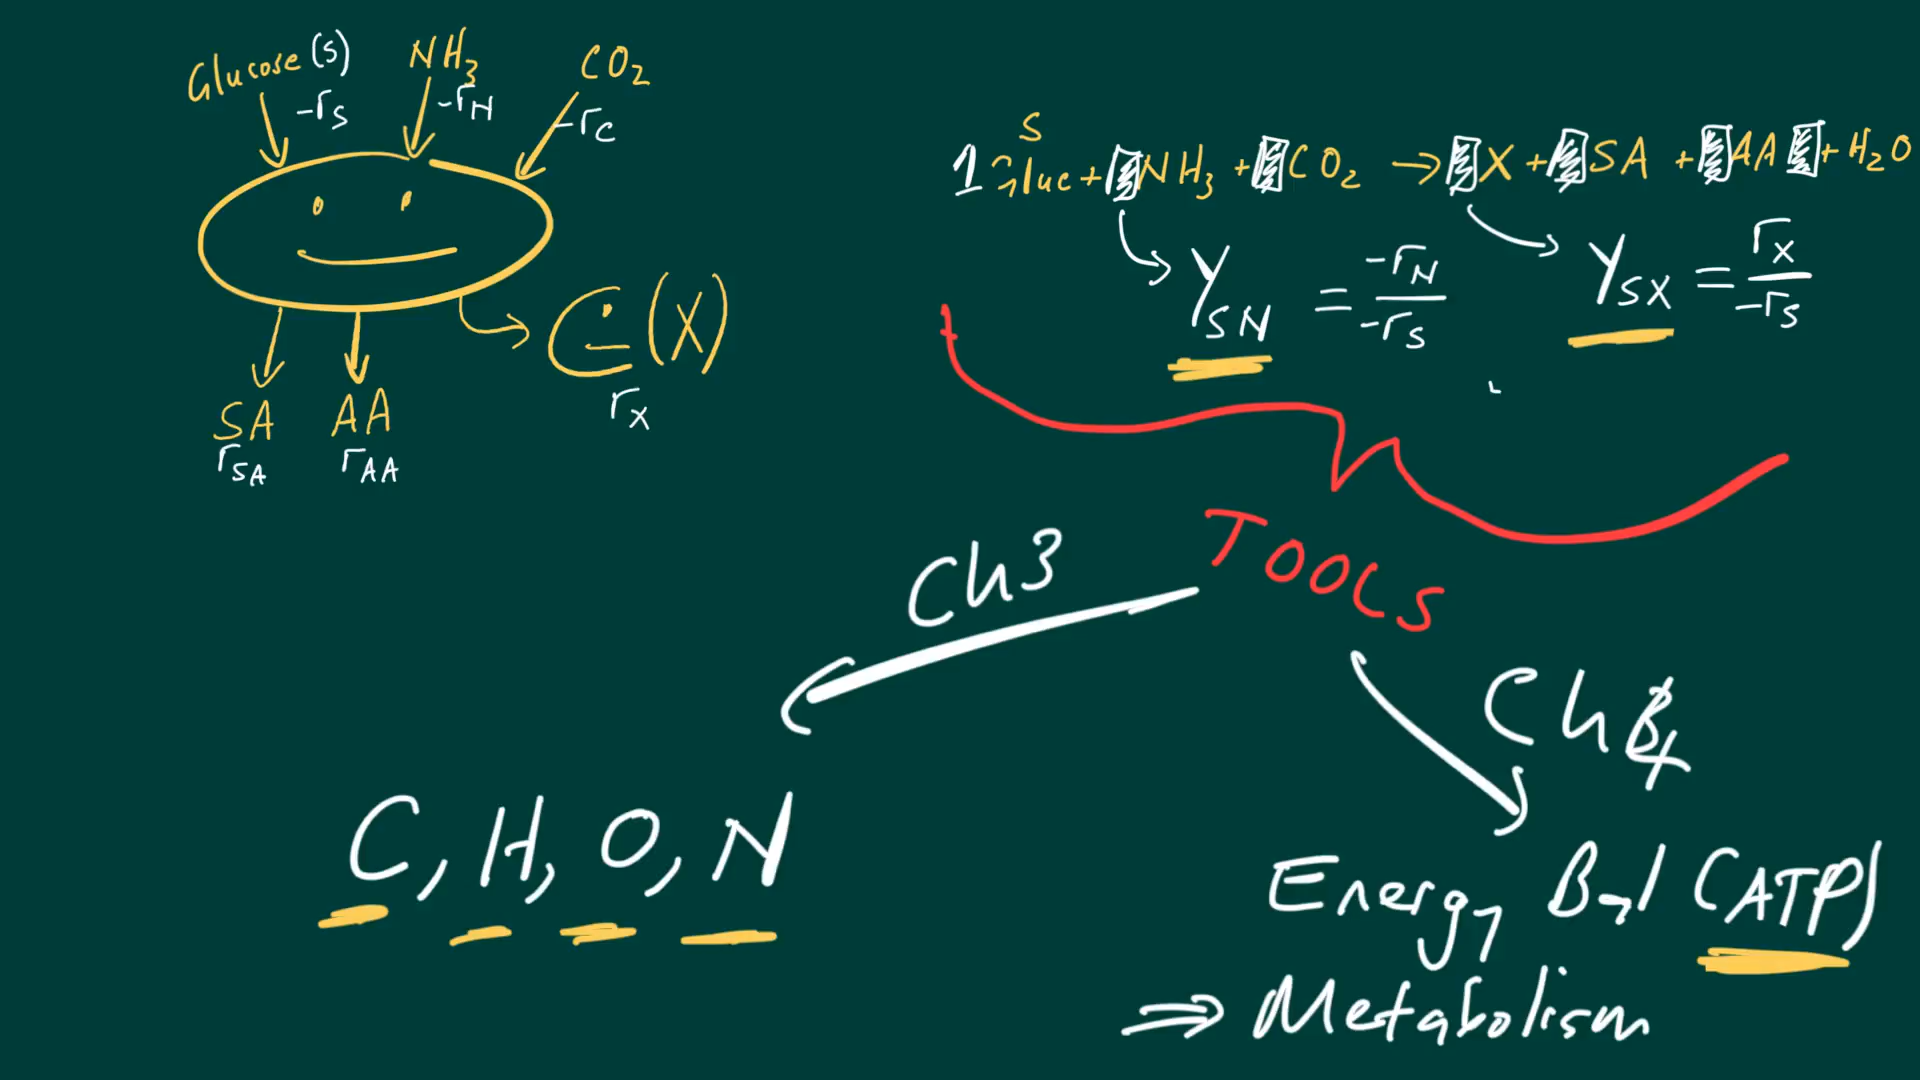 Glucose (S) NH3 CO2
-rS -rN -rC
(X)
rX
SA AA
rSA rAA
S
1 Gluc + NH3 + CO2 → X + SA + AA + H2O
YSN = -rN / -rS
YSX = rX / -rS
TOOLS
Ch3
Ch4
C, H, O, N
Energy Bal (ATP)
⇒ Metabolism